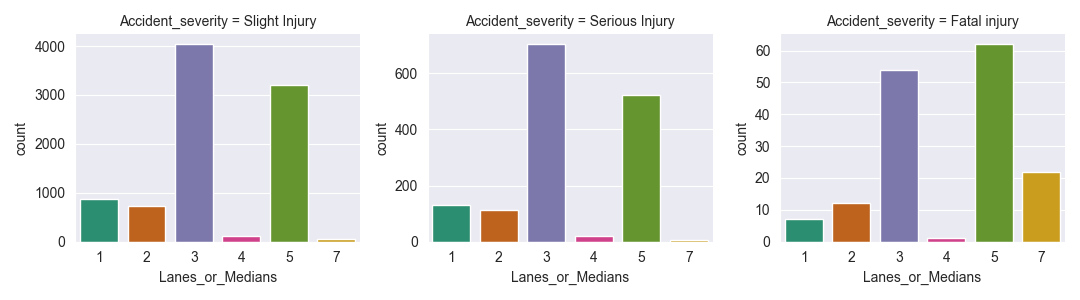 Accident_severity = Slight Injury
4000
3000
2000
1000
0
count
1 2 3 4 5 7
Lanes_or_Medians
Accident_severity = Serious Injury
600
400
200
0
count
1 2 3 4 5 7
Lanes_or_Medians
Accident_severity = Fatal injury
60
50
40
30
20
10
0
count
1 2 3 4 5 7
Lanes_or_Medians